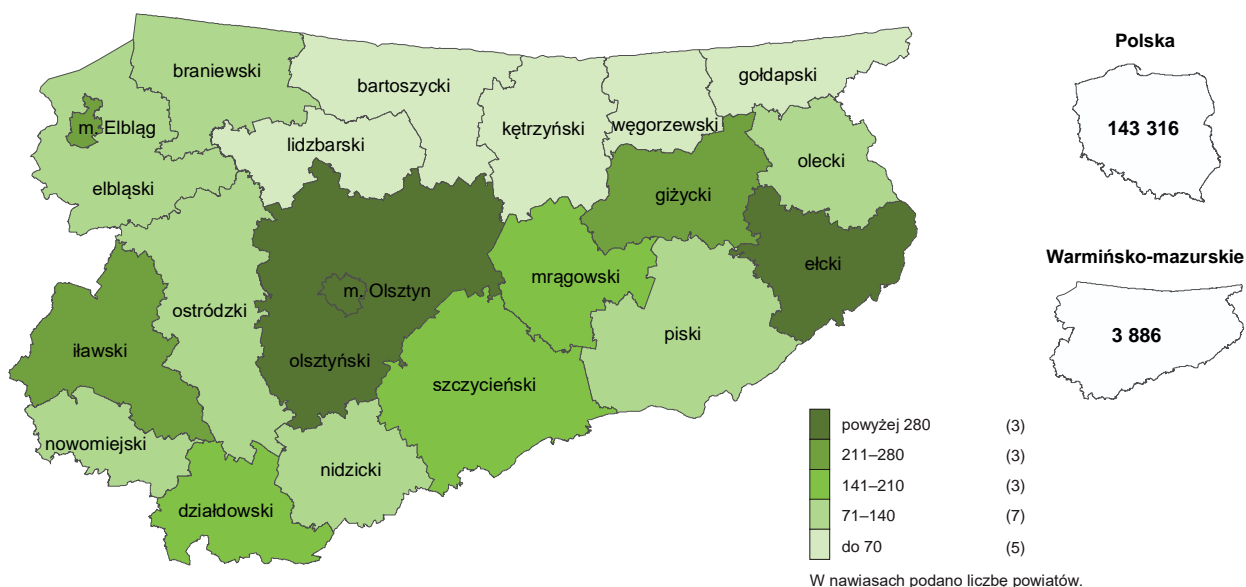 Polska
143 316
Warmińsko-mazurskie
3 886
braniewski
bartoszycki
gołdapski
m. Elbląg
kętrzyński
węgorzewski
lidzbarski
olecki
elbląski
giżycki
ełcki
mrągowski
m. Olsztyn
ostródzki
piski
iławski
olsztyński
szczycieński
nowomiejski
nidzicki
działdowski
powyżej 280 (3)
211–280 (3)
141–210 (3)
71–140 (7)
do 70 (5)
W nawiasach podano liczbę powiatów.